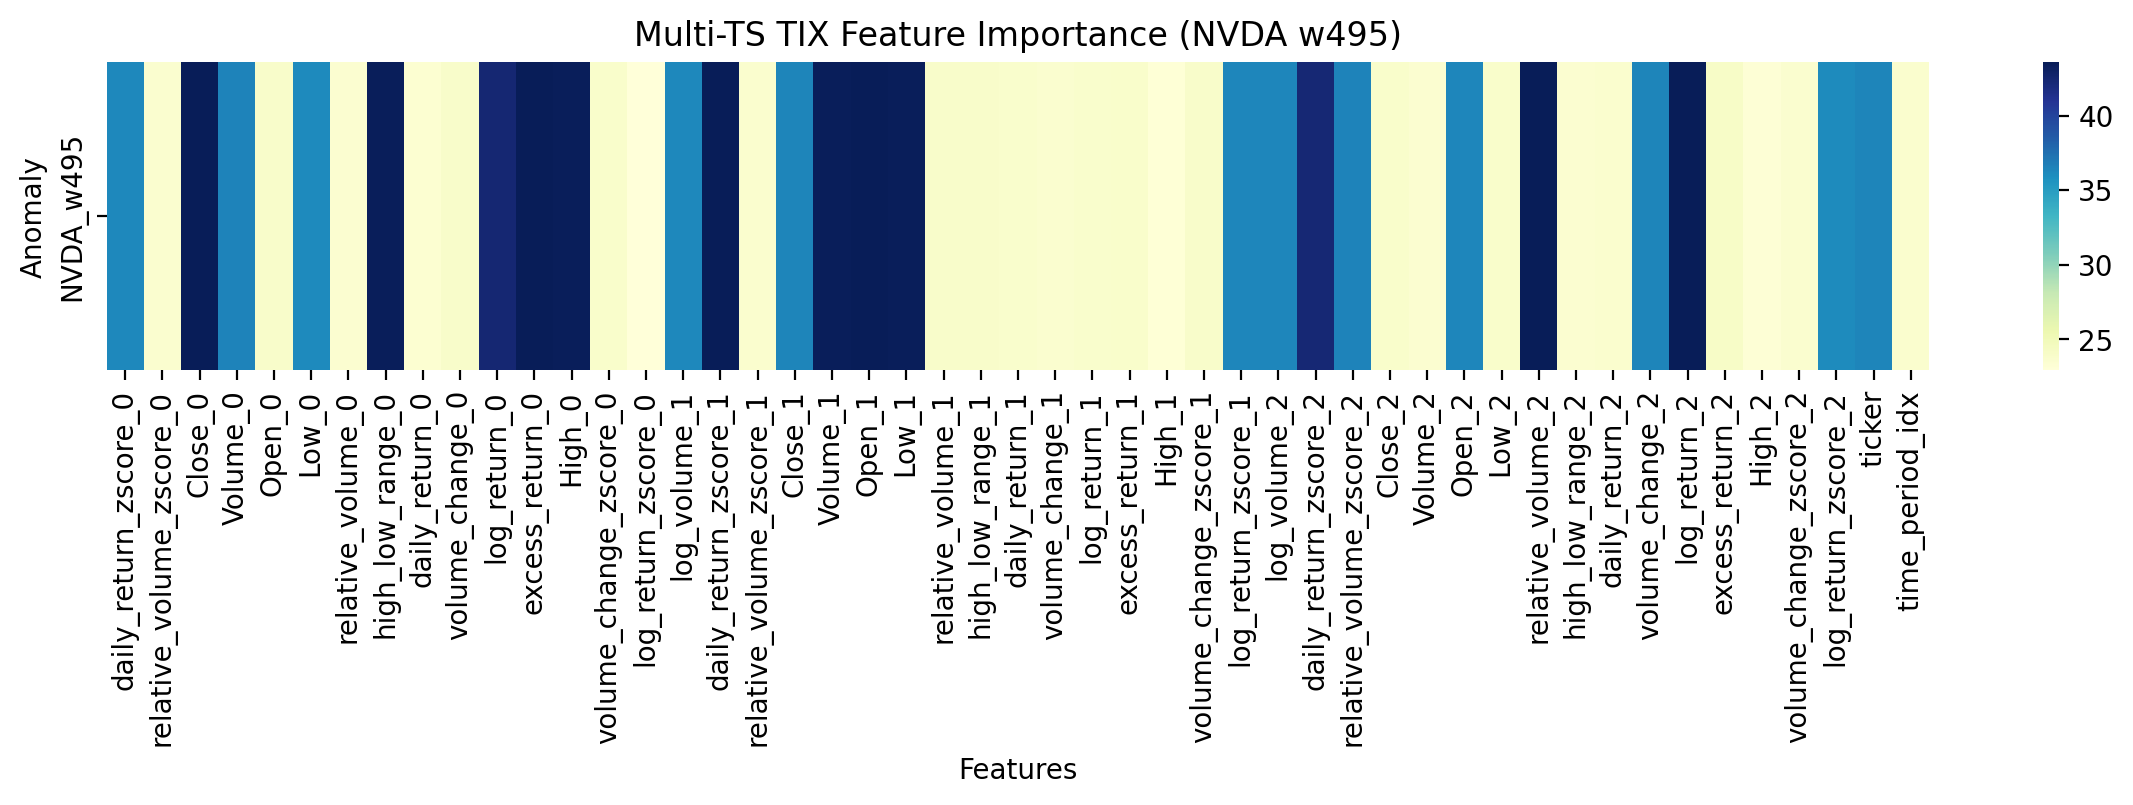 Multi-TS TIX Feature Importance (NVDA w495)
Anomaly
NVDA_w495
40
35
30
25
daily_return_zscore_0
relative_volume_zscore_0
Close_0
Volume_0
Open_0
Low_0
relative_volume_0
high_low_range_0
daily_return_0
volume_change_0
log_return_0
excess_return_0
High_0
volume_change_zscore_0
log_return_zscore_0
log_volume_1
daily_return_zscore_1
relative_volume_zscore_1
Close_1
Volume_1
Open_1
Low_1
relative_volume_1
high_low_range_1
daily_return_1
volume_change_1
log_return_1
excess_return_1
High_1
volume_change_zscore_1
log_return_zscore_1
log_volume_2
daily_return_zscore_2
relative_volume_zscore_2
Close_2
Volume_2
Open_2
Low_2
relative_volume_2
high_low_range_2
daily_return_2
volume_change_2
log_return_2
excess_return_2
High_2
volume_change_zscore_2
log_return_zscore_2
ticker
time_period_idx
Features